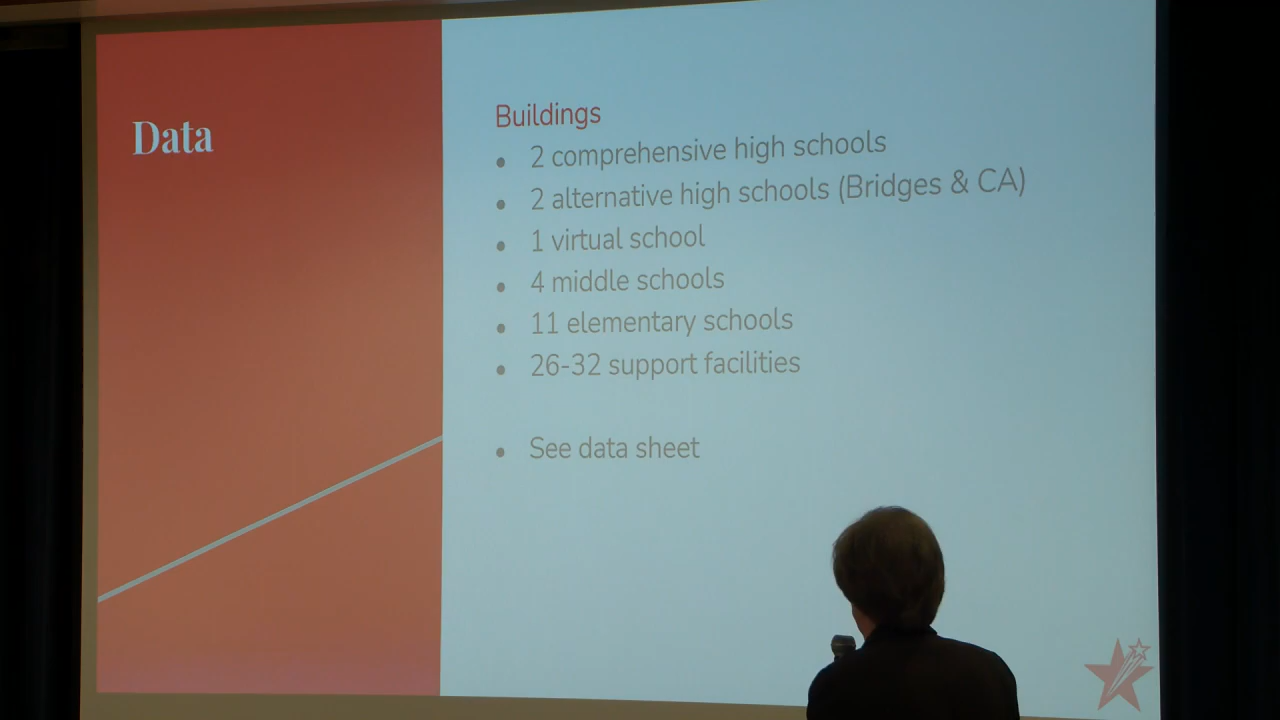 Data
Buildings
• 2 comprehensive high schools
• 2 alternative high schools (Bridges & CA)
• 1 virtual school
• 4 middle schools
• 11 elementary schools
• 26-32 support facilities
• See data sheet